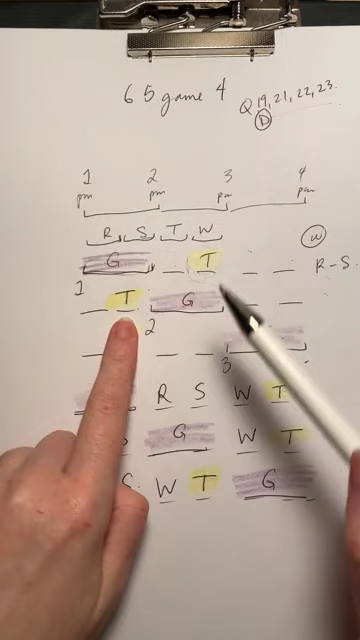 65 game 4
Q 19, 21, 22, 23.
D
1 2 3 4
pm pm pm pm
R S T W
W
G _ T _ _
R-S.
1
_ T G _ _
2
_ _ _ _
3
R S W T
S G W T
S. W T G